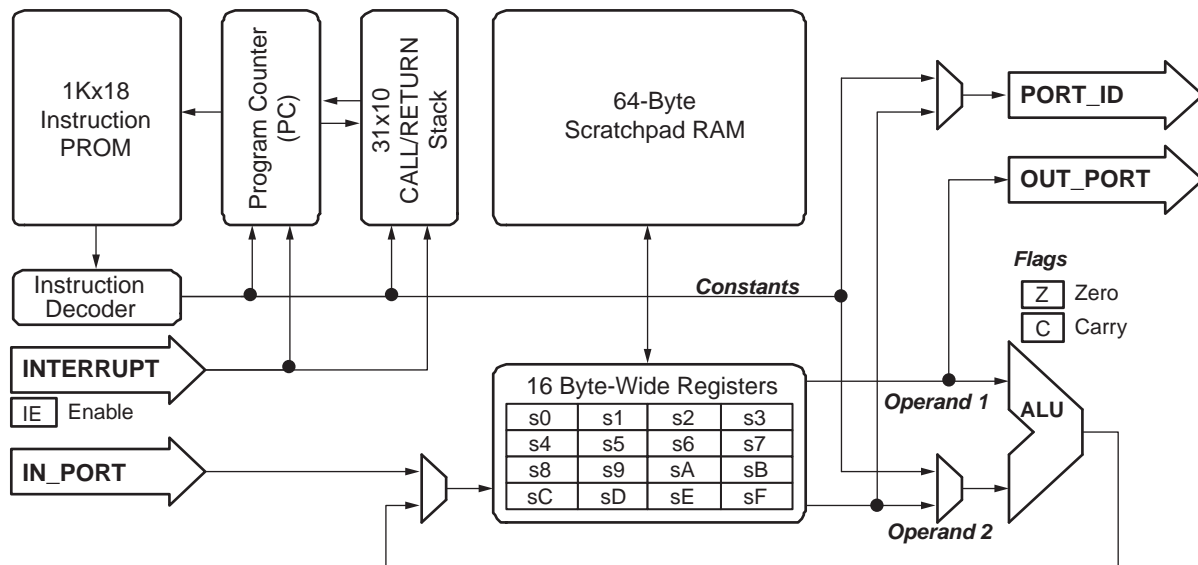 1Kx18
Instruction
PROM
Program Counter
(PC)
31x10
CALL/RETURN
Stack
64-Byte
Scratchpad RAM
PORT_ID
OUT_PORT
Instruction
Decoder
Constants
Flags
Z Zero
C Carry
INTERRUPT
IE Enable
IN_PORT
16 Byte-Wide Registers
s0 s1 s2 s3
s4 s5 s6 s7
s8 s9 sA sB
sC sD sE sF
Operand 1
ALU
Operand 2